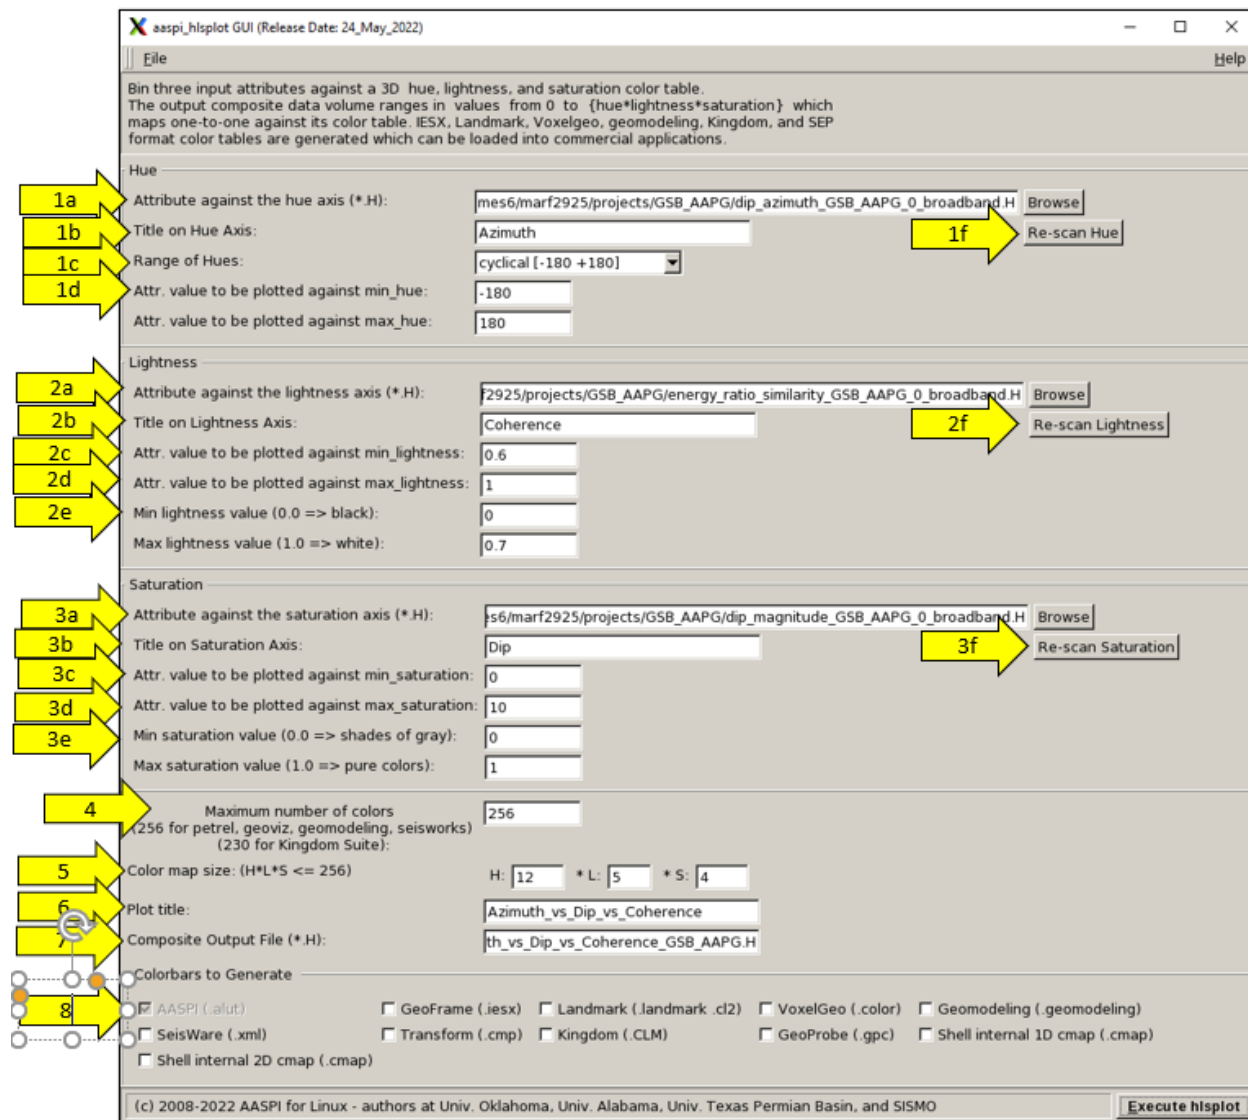 aaspi_hlsplot GUI (Release Date: 24_May_2022)
File
Help
Bin three input attributes against a 3D hue, lightness, and saturation color table.
The output composite data volume ranges in values from 0 to {hue*lightness*saturation} which
maps one-to-one against its color table. IESX, Landmark, Voxelgeo, geomodeling, Kingdom, and SEP
format color tables are generated which can be loaded into commercial applications.
Hue
1a Attribute against the hue axis (*.H): mes6/marf2925/projects/GSB_AAPG/dip_azimuth_GSB_AAPG_0_broadband.H Browse
1b Title on Hue Axis: Azimuth 1f Re-scan Hue
1c Range of Hues: cyclical [-180 +180]
1d Attr. value to be plotted against min_hue: -180
Attr. value to be plotted against max_hue: 180
Lightness
2a Attribute against the lightness axis (*.H): f2925/projects/GSB_AAPG/energy_ratio_similarity_GSB_AAPG_0_broadband.H Browse
2b Title on Lightness Axis: Coherence 2f Re-scan Lightness
2c Attr. value to be plotted against min_lightness: 0.6
2d Attr. value to be plotted against max_lightness: 1
2e Min lightness value (0.0 => black): 0
Max lightness value (1.0 => white): 0.7
Saturation
3a Attribute against the saturation axis (*.H): es6/marf2925/projects/GSB_AAPG/dip_magnitude_GSB_AAPG_0_broadband.H Browse
3b Title on Saturation Axis: Dip 3f Re-scan Saturation
3c Attr. value to be plotted against min_saturation: 0
3d Attr. value to be plotted against max_saturation: 10
3e Min saturation value (0.0 => shades of gray): 0
Max saturation value (1.0 => pure colors): 1
4 Maximum number of colors 256
(256 for petrel, geoviz, geomodeling, seisworks)
(230 for Kingdom Suite):
5 Color map size: (H*L*S <= 256) H: 12 * L: 5 * S: 4
6 Plot title: Azimuth_vs_Dip_vs_Coherence
7 Composite Output File (*.H): th_vs_Dip_vs_Coherence_GSB_AAPG.H
Colorbars to Generate
8 AASPI (.alut) GeoFrame (.iesx) Landmark (.landmark .cl2) VoxelGeo (.color) Geomodeling (.geomodeling)
SeisWare (.xml) Transform (.cmp) Kingdom (.CLM) GeoProbe (.gpc) Shell internal 1D cmap (.cmap)
Shell internal 2D cmap (.cmap)
(c) 2008-2022 AASPI for Linux - authors at Univ. Oklahoma, Univ. Alabama, Univ. Texas Permian Basin, and SISMO Execute hlsplot